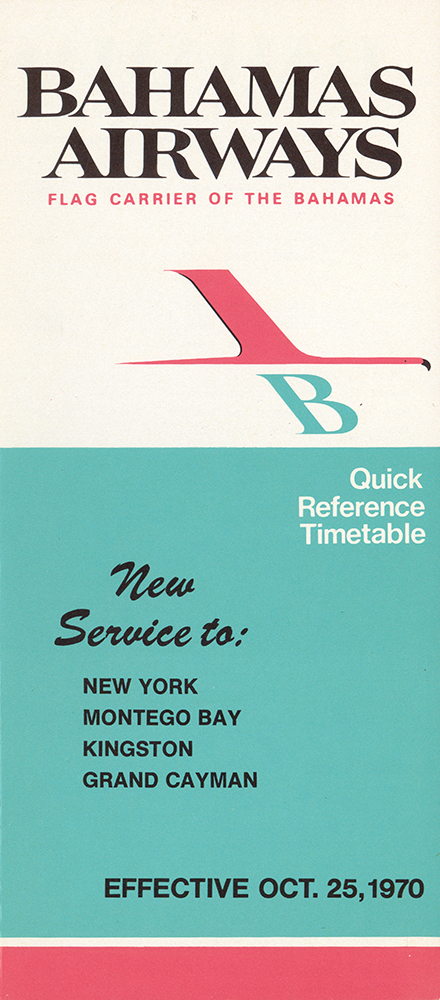 BAHAMAS
AIRWAYS
FLAG CARRIER OF THE BAHAMAS
B
Quick
Reference
Timetable
New
Service to:
NEW YORK
MONTEGO BAY
KINGSTON
GRAND CAYMAN
EFFECTIVE OCT. 25, 1970